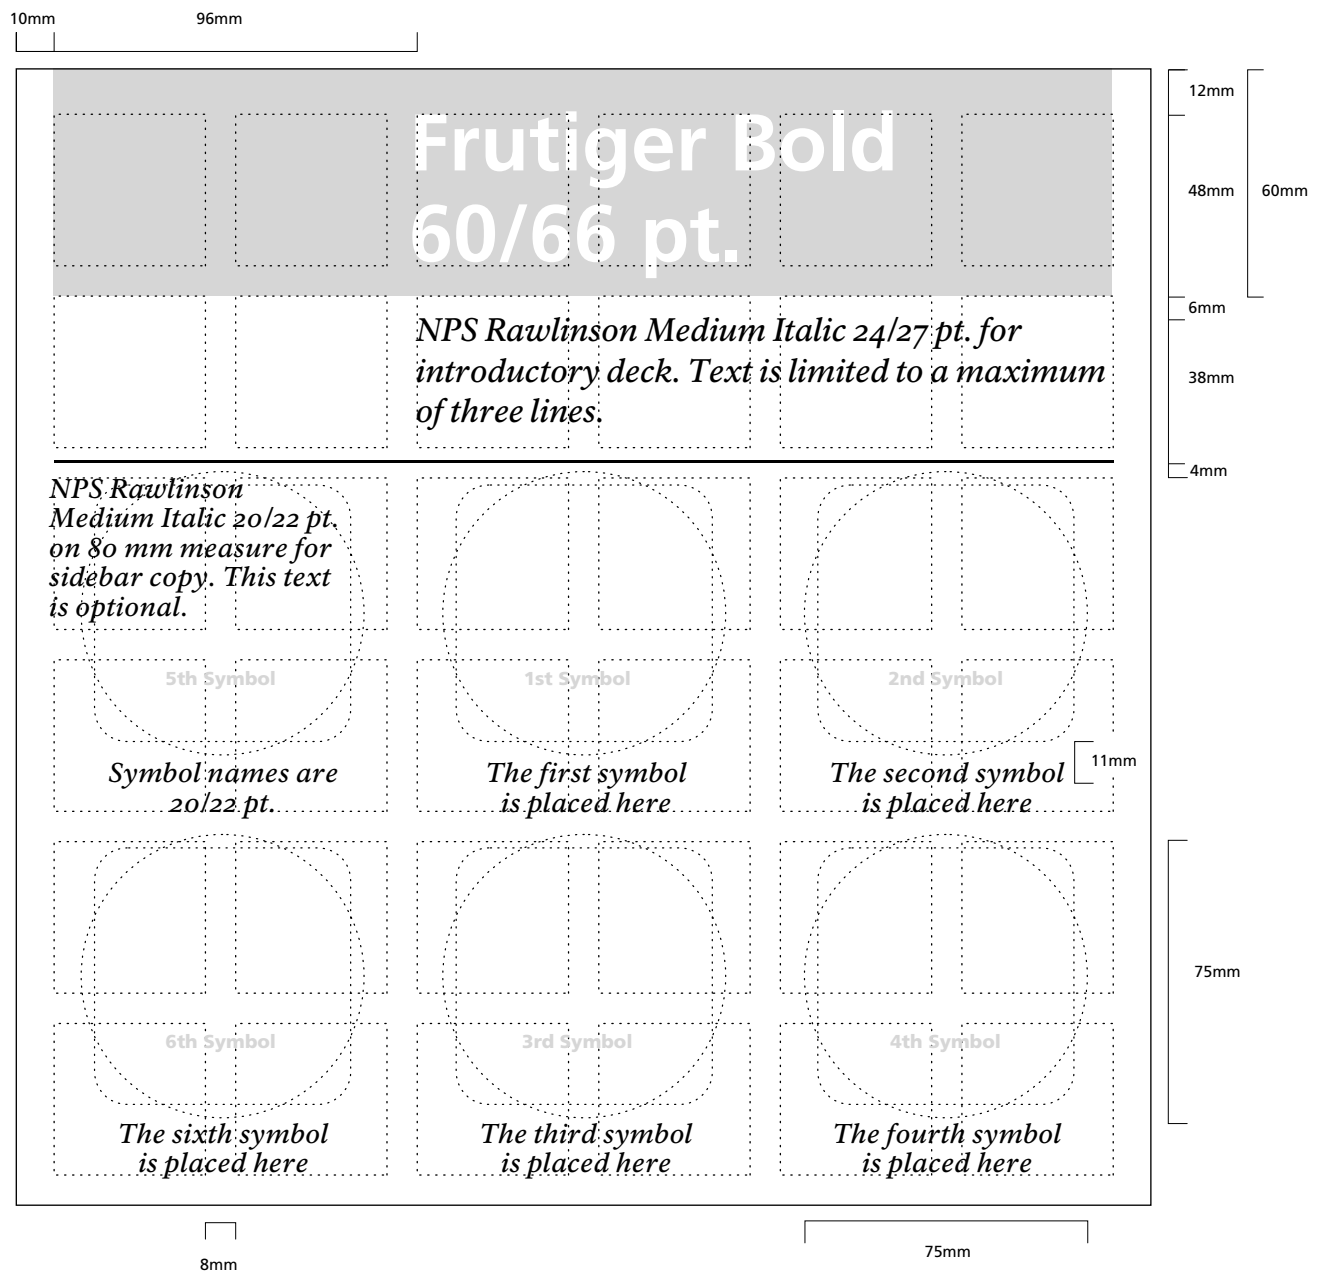 10mm
96mm
12mm
Frutiger Bold
48mm
60mm
60/66 pt.
6mm
NPS Rawlinson Medium Italic 24/27 pt. for
introductory deck. Text is limited to a maximum
of three lines.
38mm
4mm
NPS Rawlinson
Medium Italic 20/22 pt.
on 80 mm measure for
sidebar copy. This text
is optional.
5th Symbol
1st Symbol
2nd Symbol
11mm
Symbol names are
20/22 pt.
The first symbol
is placed here
The second symbol
is placed here
75mm
6th Symbol
3rd Symbol
4th Symbol
The sixth symbol
is placed here
The third symbol
is placed here
The fourth symbol
is placed here
8mm
75mm